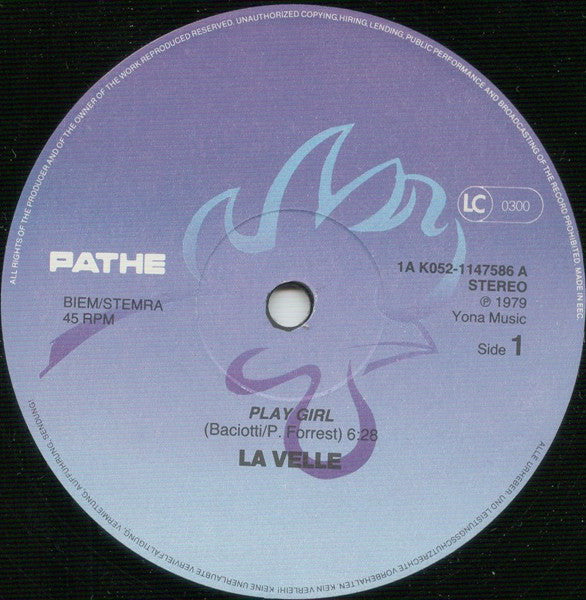 ALL RIGHTS OF THE PRODUCER AND OF THE OWNER OF THE WORK REPRODUCED RESERVED. UNAUTHORIZED COPYING, HIRING, LENDING, PUBLIC PERFORMANCE AND BROADCASTING OF THE RECORD PROHIBITED. MADE IN EEC.
LC 0300
PATHE
1A K052-1147586 A
STEREO
℗ 1979
Yona Music
BIEM/STEMRA
45 RPM
Side 1
PLAY GIRL
(Baciotti/P. Forrest) 6:28
LA VELLE
ALLE URHEBER- UND LEISTUNGSSCHUTZRECHTE VORBEHALTEN. KEIN VERLEIH! KEINE UNERLAUBTE VERVIELFÄLTIGUNG, VERMIETUNG, AUFFÜHRUNG, SENDUNG!